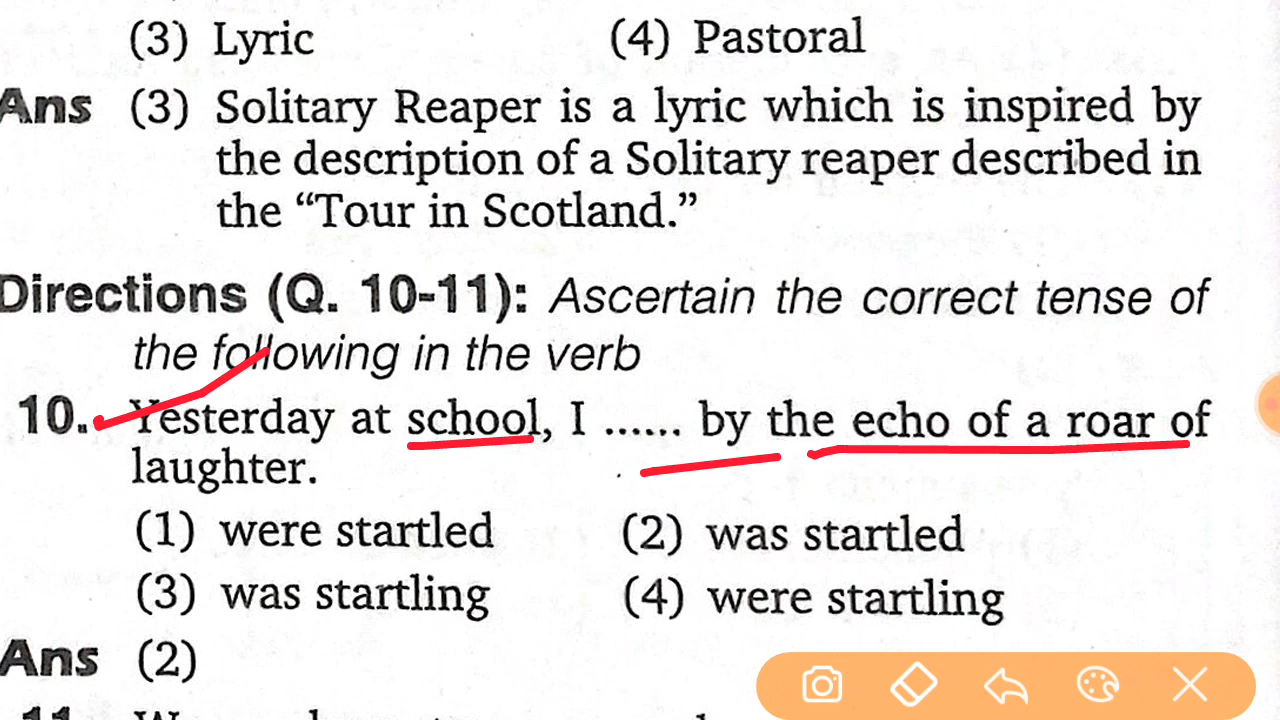 (3) Lyric (4) Pastoral
Ans (3) Solitary Reaper is a lyric which is inspired by
the description of a Solitary reaper described in
the “Tour in Scotland.”
Directions (Q. 10-11): Ascertain the correct tense of
the following in the verb
10. Yesterday at school, I ...... by the echo of a roar of
laughter.
(1) were startled (2) was startled
(3) was startling (4) were startling
Ans (2)